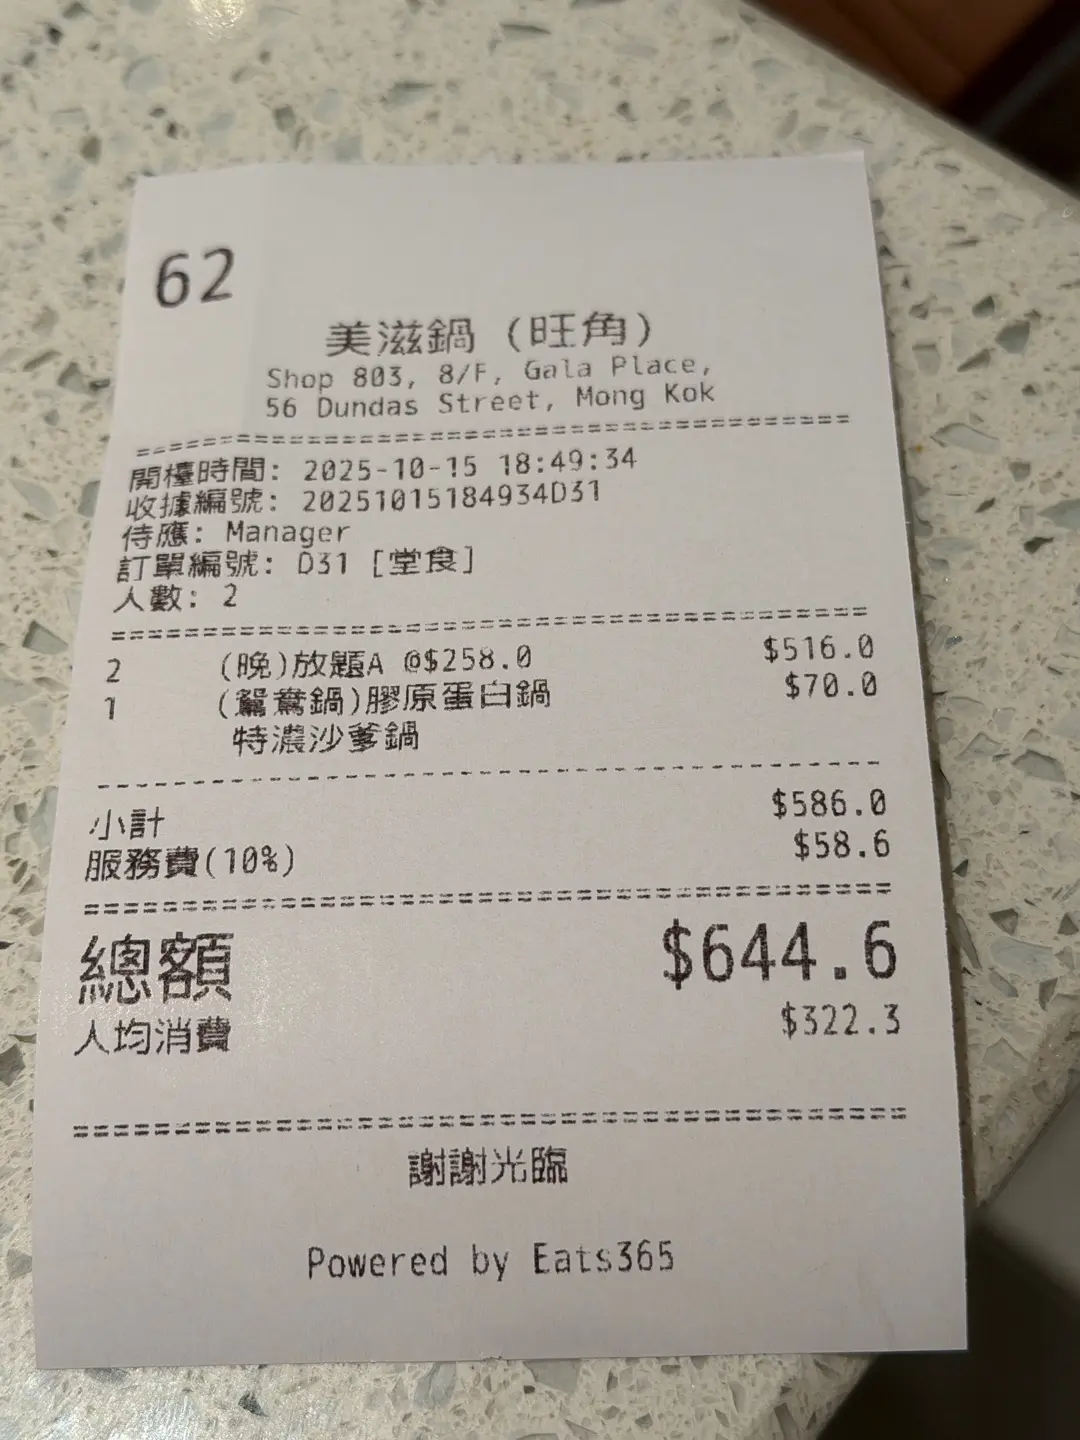 62
美滋鍋 (旺角)
Shop 803, 8/F, Gala Place,
56 Dundas Street, Mong Kok
開檯時間: 2025-10-15 18:49:34
收據編號: 20251015184934D31
侍應: Manager
訂單編號: D31 [堂食]
人數: 2
2 (晚)放題A @$258.0 $516.0
1 (鴛鴦鍋)膠原蛋白鍋 $70.0
特濃沙爹鍋
小計 $586.0
服務費(10%) $58.6
總額 $644.6
人均消費 $322.3
謝謝光臨
Powered by Eats365